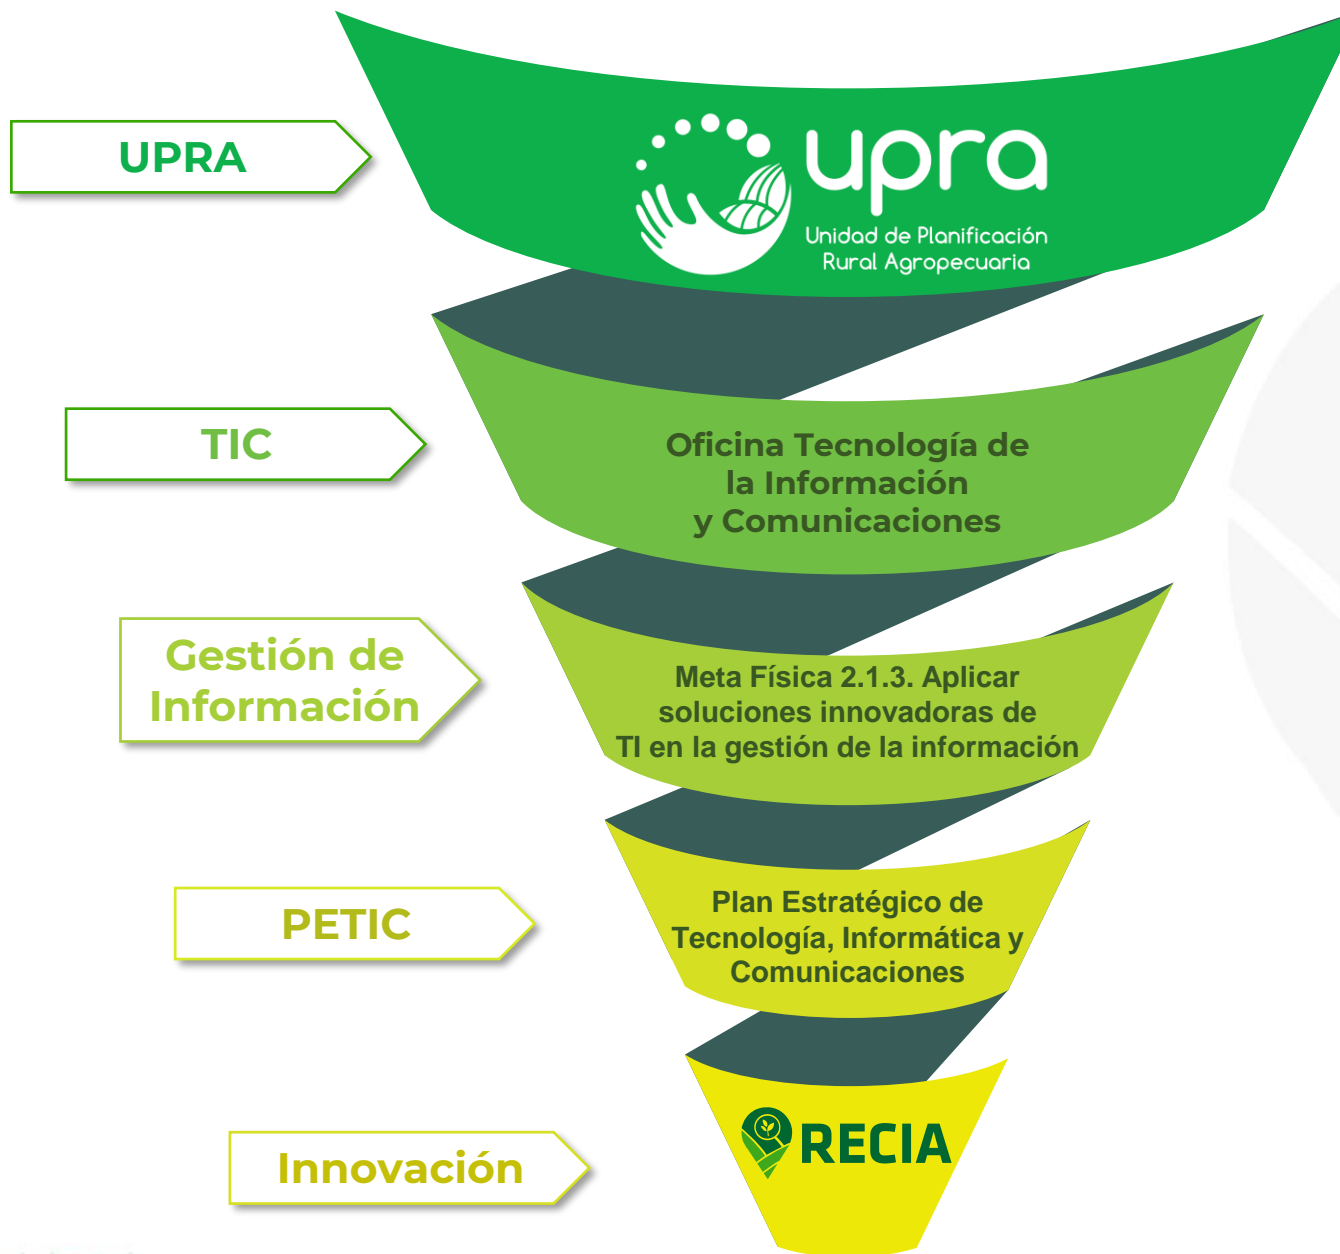 UPRA
upra
Unidad de Planificación
Rural Agropecuaria
TIC
Oficina Tecnología de
la Información
y Comunicaciones
Gestión de
Información
Meta Física 2.1.3. Aplicar
soluciones innovadoras de
TI en la gestión de la información
PETIC
Plan Estratégico de
Tecnología, Informática y
Comunicaciones
Innovación
RECIA